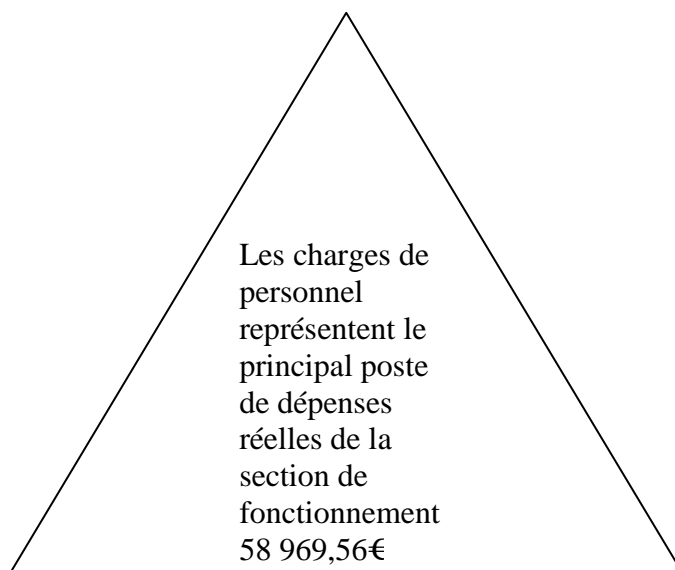 Les charges de
personnel
représentent le
principal poste
de dépenses
réelles de la
section de
fonctionnement
58 969,56€